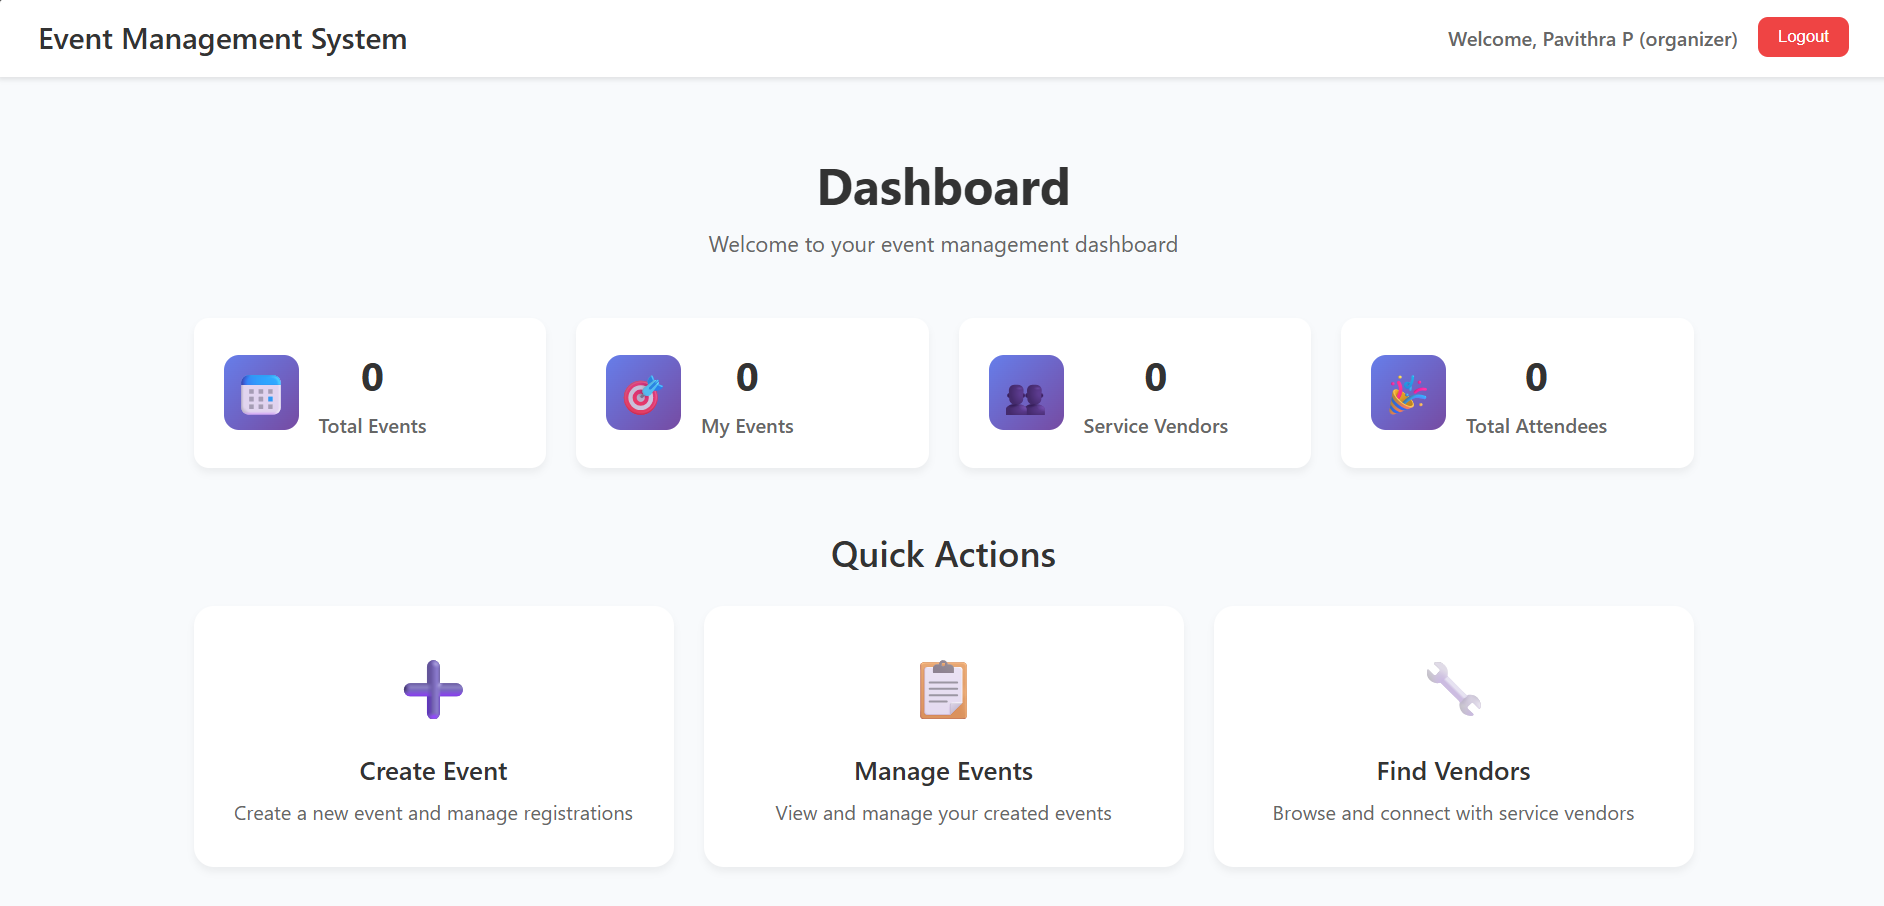 Event Management System
Welcome, Pavithra P (organizer)
Logout
Dashboard
Welcome to your event management dashboard
0
Total Events
0
My Events
0
Service Vendors
0
Total Attendees
Quick Actions
Create Event
Create a new event and manage registrations
Manage Events
View and manage your created events
Find Vendors
Browse and connect with service vendors